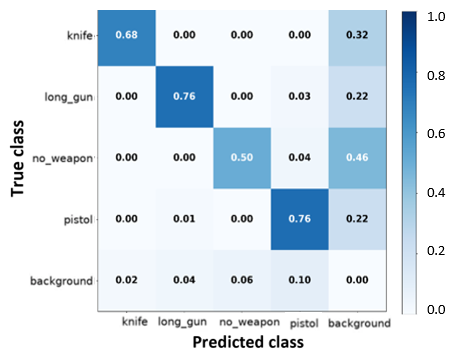 knife 0.68 0.00 0.00 0.00 0.32
long_gun 0.00 0.76 0.00 0.03 0.22
no_weapon 0.00 0.00 0.50 0.04 0.46
pistol 0.00 0.01 0.00 0.76 0.22
background 0.02 0.04 0.06 0.10 0.00
knife long_gun no_weapon pistol background
Predicted class
True class
1.0
0.8
0.6
0.4
0.2
0.0